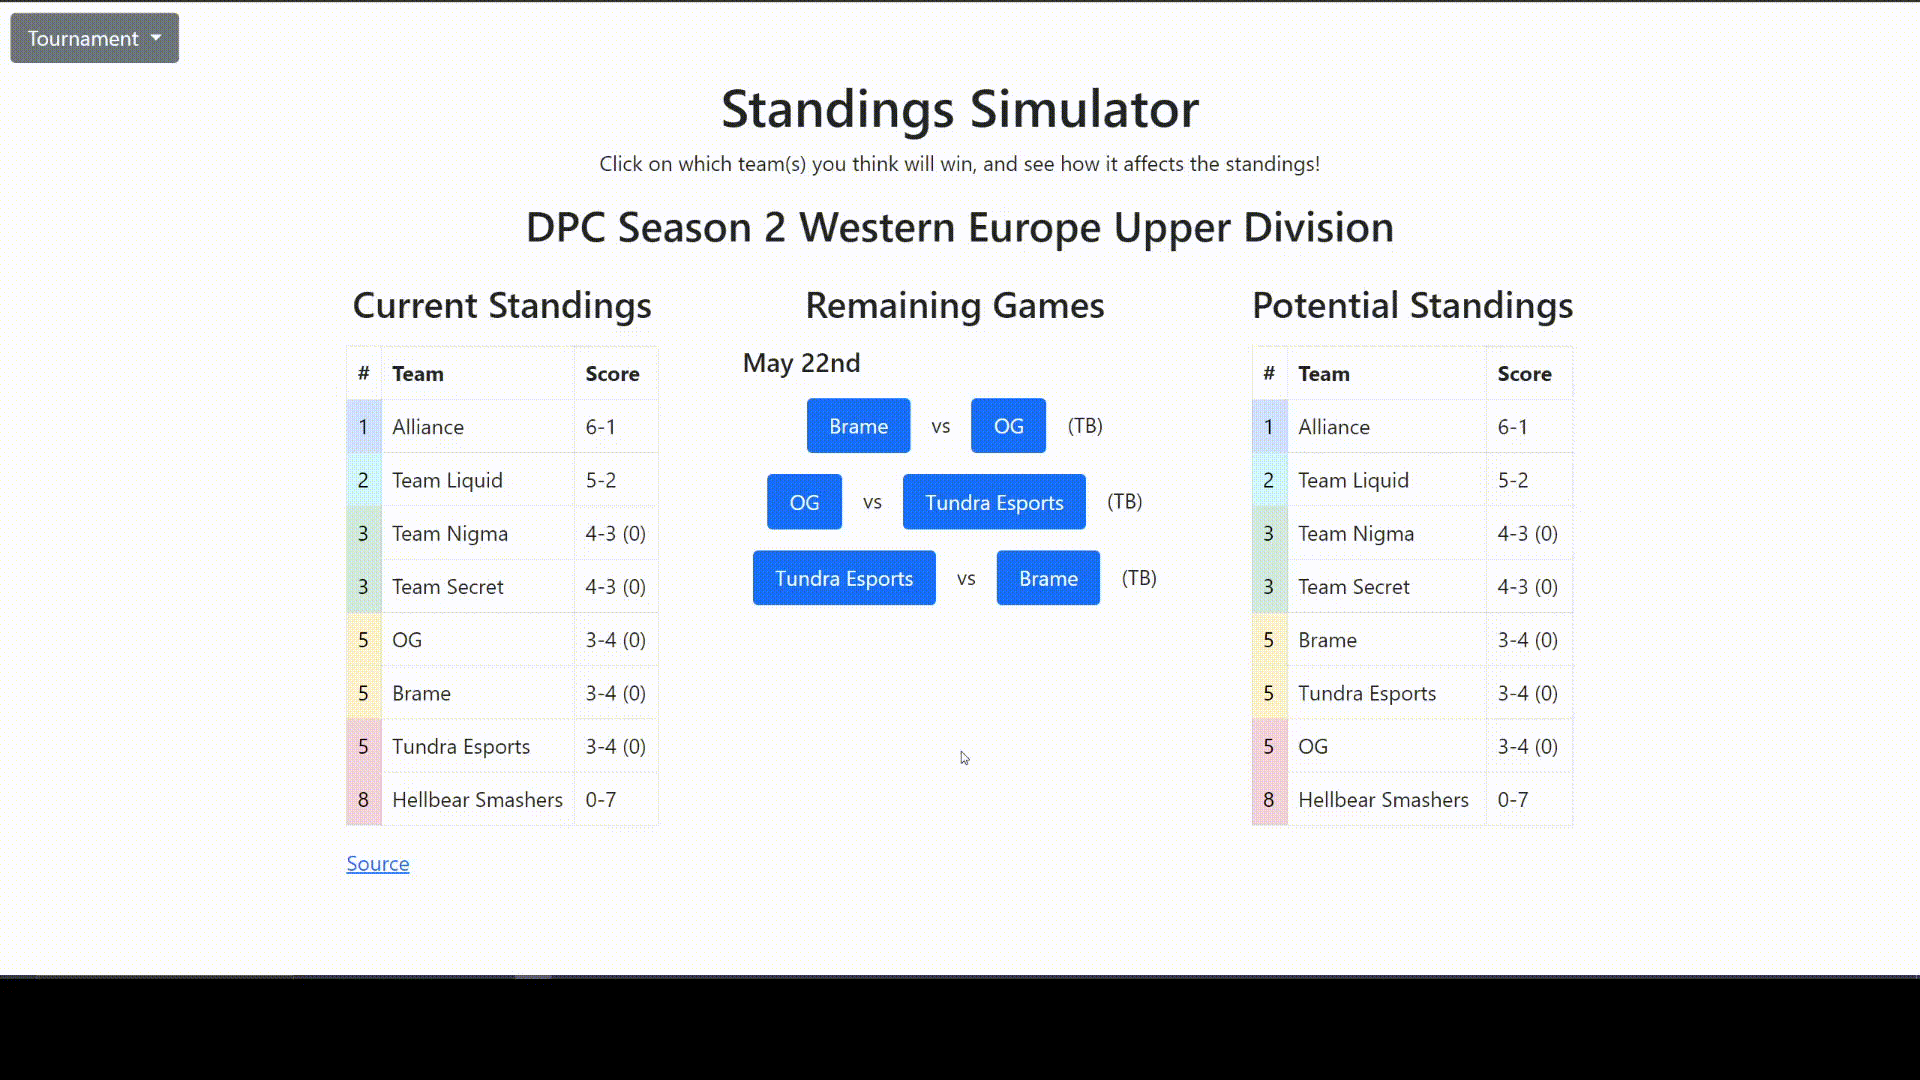 Tournament
Standings Simulator
Click on which team(s) you think will win, and see how it affects the standings!
DPC Season 2 Western Europe Upper Division
Current Standings
# Team Score
1 Alliance 6-1
2 Team Liquid 5-2
3 Team Nigma 4-3 (0)
3 Team Secret 4-3 (0)
5 OG 3-4 (0)
5 Brame 3-4 (0)
5 Tundra Esports 3-4 (0)
8 Hellbear Smashers 0-7
Source
Remaining Games
May 22nd
Brame vs OG (TB)
OG vs Tundra Esports (TB)
Tundra Esports vs Brame (TB)
Potential Standings
# Team Score
1 Alliance 6-1
2 Team Liquid 5-2
3 Team Nigma 4-3 (0)
3 Team Secret 4-3 (0)
5 Brame 3-4 (0)
5 Tundra Esports 3-4 (0)
5 OG 3-4 (0)
8 Hellbear Smashers 0-7